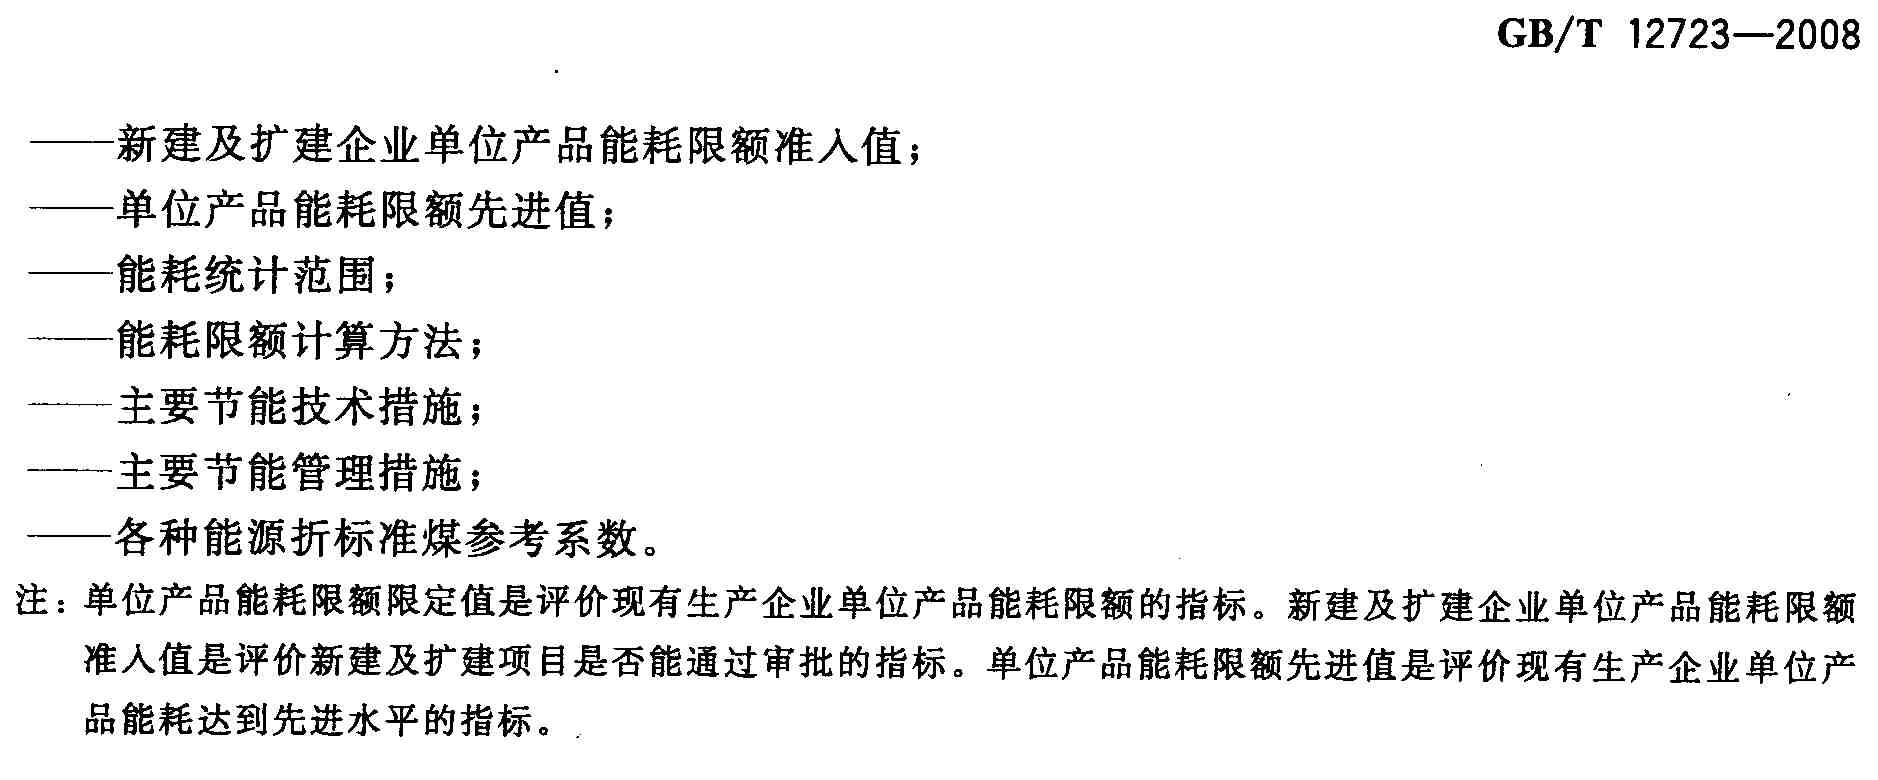 GB/T 12723—2008
——新建及扩建企业单位产品能耗限额准入值；
——单位产品能耗限额先进值；
——能耗统计范围；
——能耗限额计算方法；
——主要节能技术措施；
——主要节能管理措施；
——各种能源折标准煤参考系数。
注：单位产品能耗限额限定值是评价现有生产企业单位产品能耗限额的指标。新建及扩建企业单位产品能耗限额
准入值是评价新建及扩建项目是否能通过审批的指标。单位产品能耗限额先进值是评价现有生产企业单位产
品能耗达到先进水平的指标。